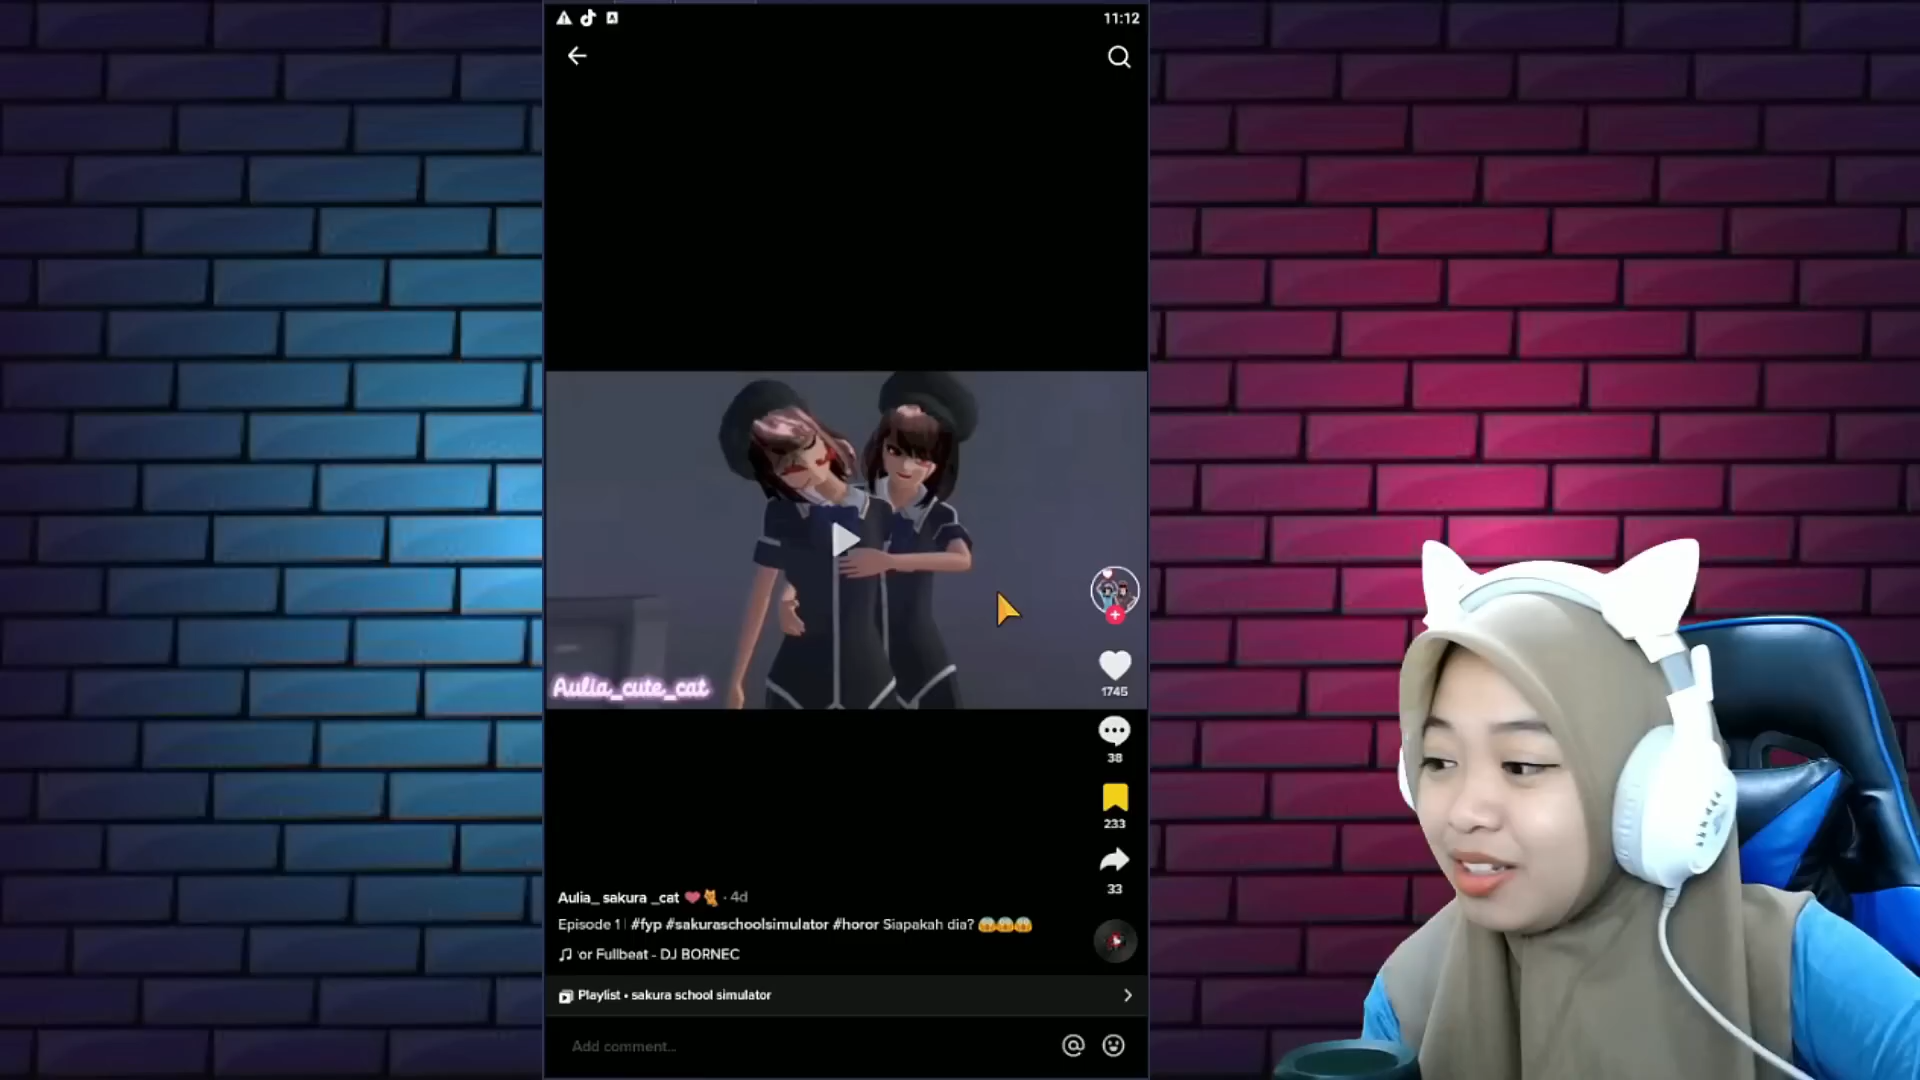 11:12
Aulia_cute_cat
1745
38
233
33
Aulia_ sakura _cat ❤️🐈 · 4d
Episode 1 | #fyp #sakuraschoolsimulator #horor Siapakah dia? 😱😱😱
or Fullbeat - DJ BORNEC
Playlist • sakura school simulator
Add comment...